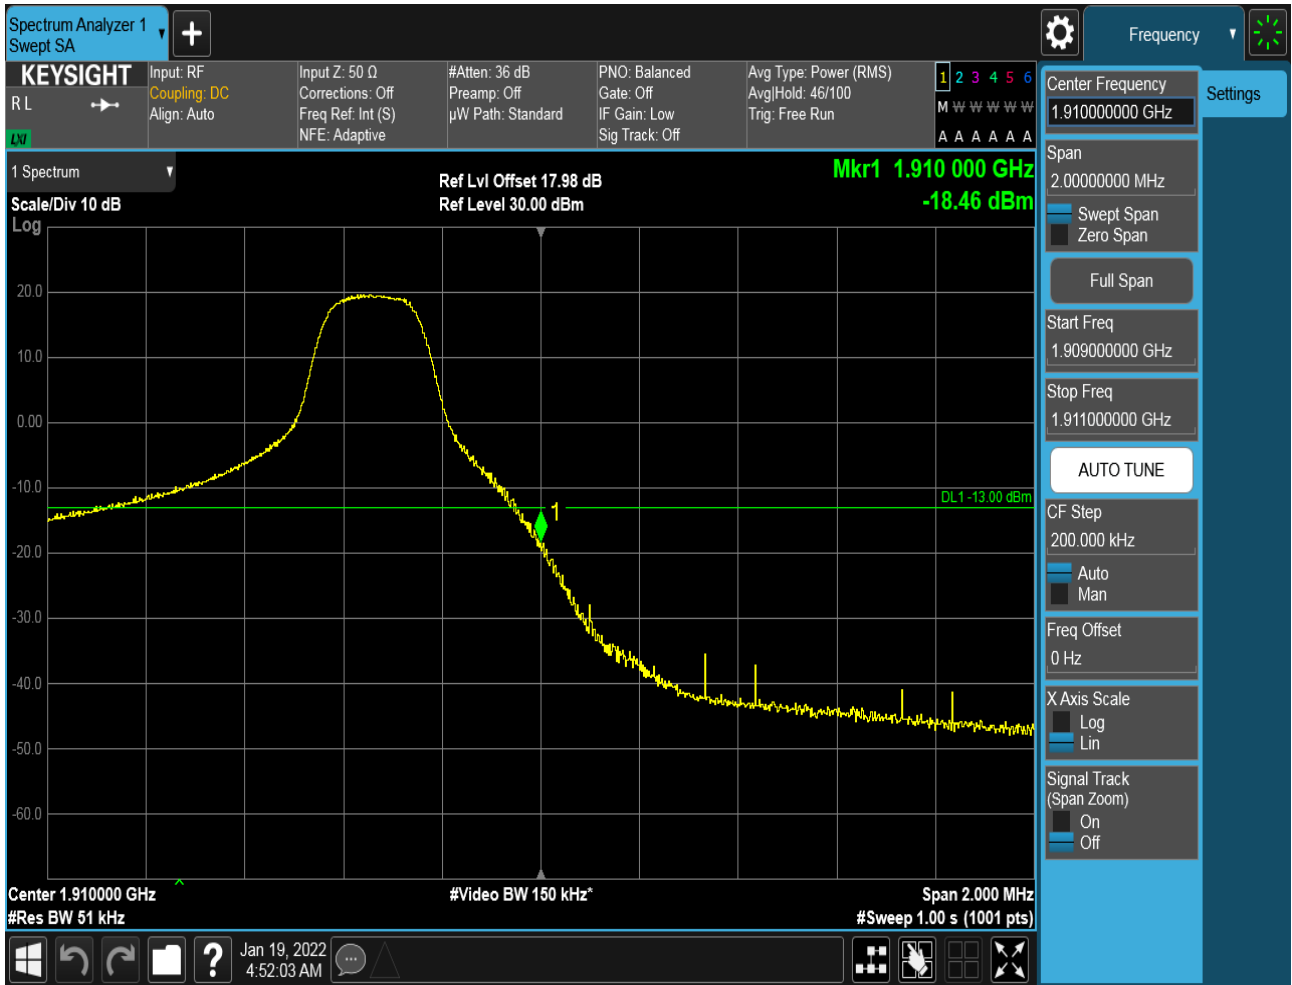 Spectrum Analyzer 1
Swept SA
Frequency
KEYSIGHT
R L
LXI
Input: RF
Coupling: DC
Align: Auto
Input Z: 50 Ω
Corrections: Off
Freq Ref: Int (S)
NFE: Adaptive
#Atten: 36 dB
Preamp: Off
µW Path: Standard
PNO: Balanced
Gate: Off
IF Gain: Low
Sig Track: Off
Avg Type: Power (RMS)
Avg|Hold: 46/100
Trig: Free Run
1 2 3 4 5 6
M W W W W W
A A A A A A
1 Spectrum
Scale/Div 10 dB
Log
Ref Lvl Offset 17.98 dB
Ref Level 30.00 dBm
Mkr1 1.910 000 GHz
-18.46 dBm
20.0
10.0
0.00
-10.0
-20.0
-30.0
-40.0
-50.0
-60.0
DL1 -13.00 dBm
1
Center 1.910000 GHz
#Res BW 51 kHz
#Video BW 150 kHz*
Span 2.000 MHz
#Sweep 1.00 s (1001 pts)
?
Jan 19, 2022
4:52:03 AM
Center Frequency
1.910000000 GHz
Settings
Span
2.00000000 MHz
Swept Span
Zero Span
Full Span
Start Freq
1.909000000 GHz
Stop Freq
1.911000000 GHz
AUTO TUNE
CF Step
200.000 kHz
Auto
Man
Freq Offset
0 Hz
X Axis Scale
Log
Lin
Signal Track
(Span Zoom)
On
Off